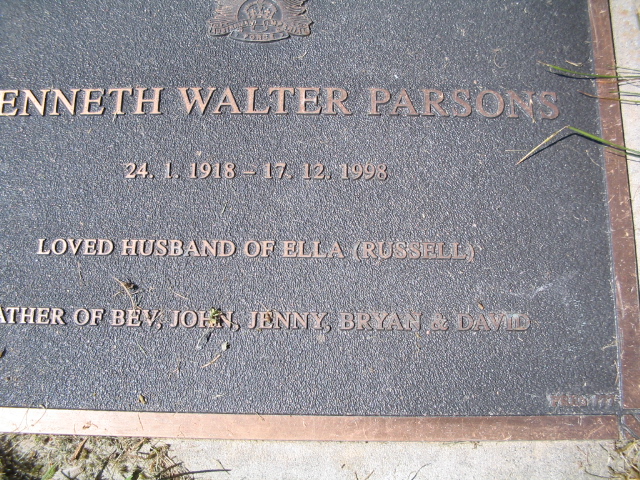 ENNETH WALTER PARSONS
24. 1. 1918 – 17. 12. 1998
LOVED HUSBAND OF ELLA (RUSSELL)
ATHER OF BEV, JOHN, JENNY, BRYAN & DAVID